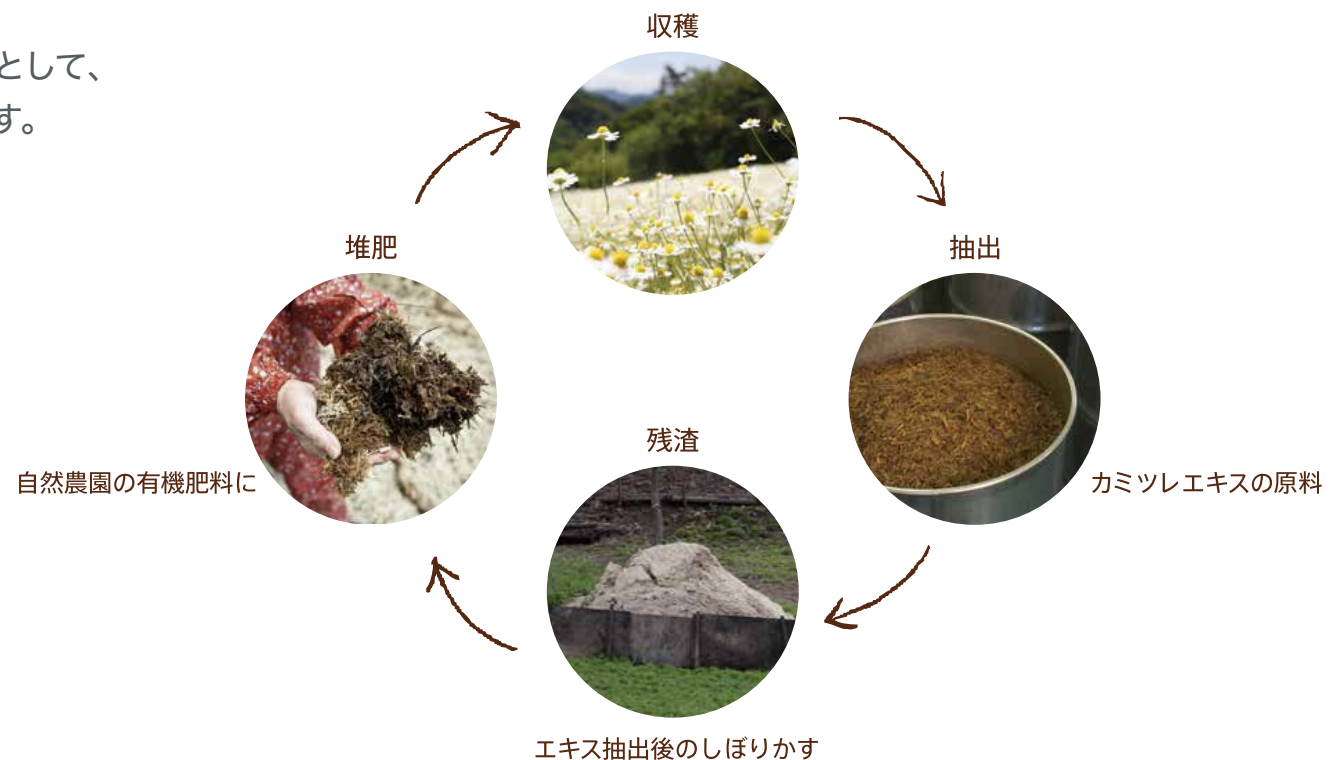 として、
す。
収穫
抽出
カミツレエキスの原料
残渣
エキス抽出後のしぼりかす
堆肥
自然農園の有機肥料に